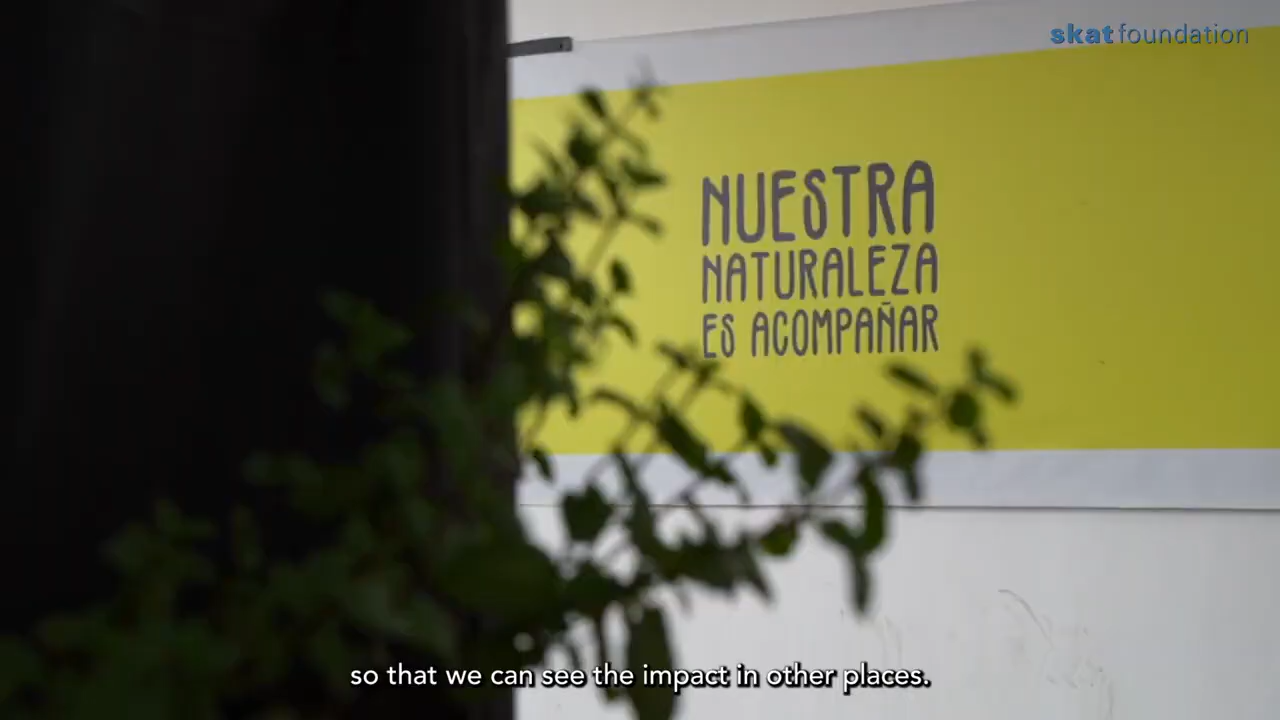 skat foundation
NUESTRA
NATURALEZA
ES ACOMPAÑAR
so that we can see the impact in other places.